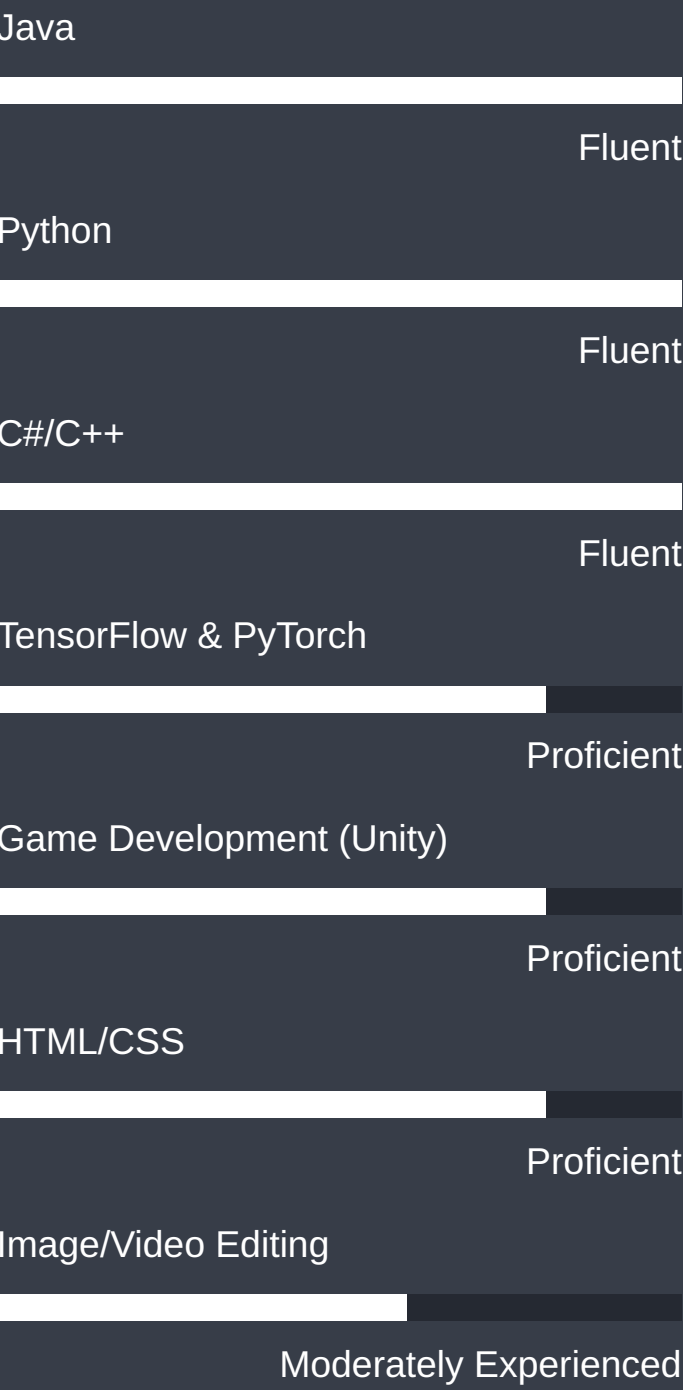 Java
Fluent
Python
Fluent
C#/C++
Fluent
TensorFlow & PyTorch
Proficient
Game Development (Unity)
Proficient
HTML/CSS
Proficient
Image/Video Editing
Moderately Experienced